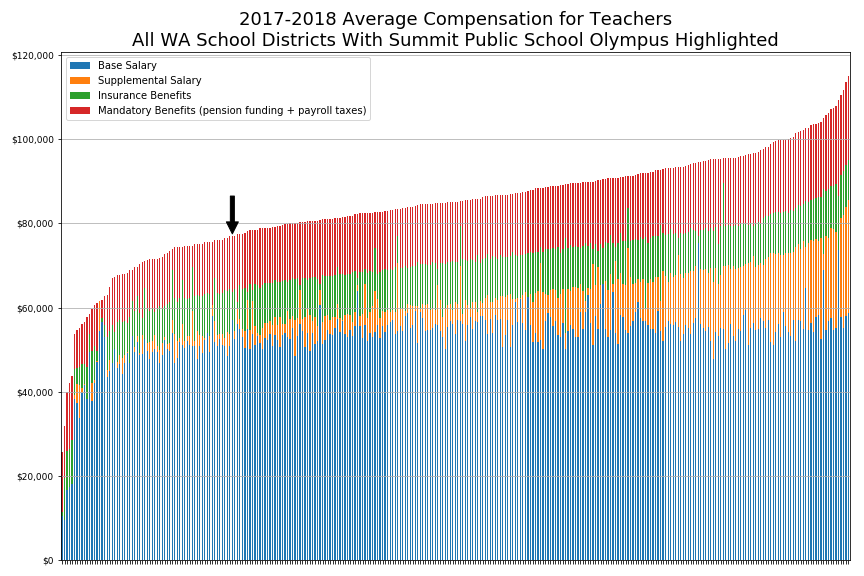 2017-2018 Average Compensation for Teachers
All WA School Districts With Summit Public School Olympus Highlighted
$120,000
Base Salary
Supplemental Salary
Insurance Benefits
Mandatory Benefits (pension funding + payroll taxes)
$100,000
$80,000
$60,000
$40,000
$20,000
$0